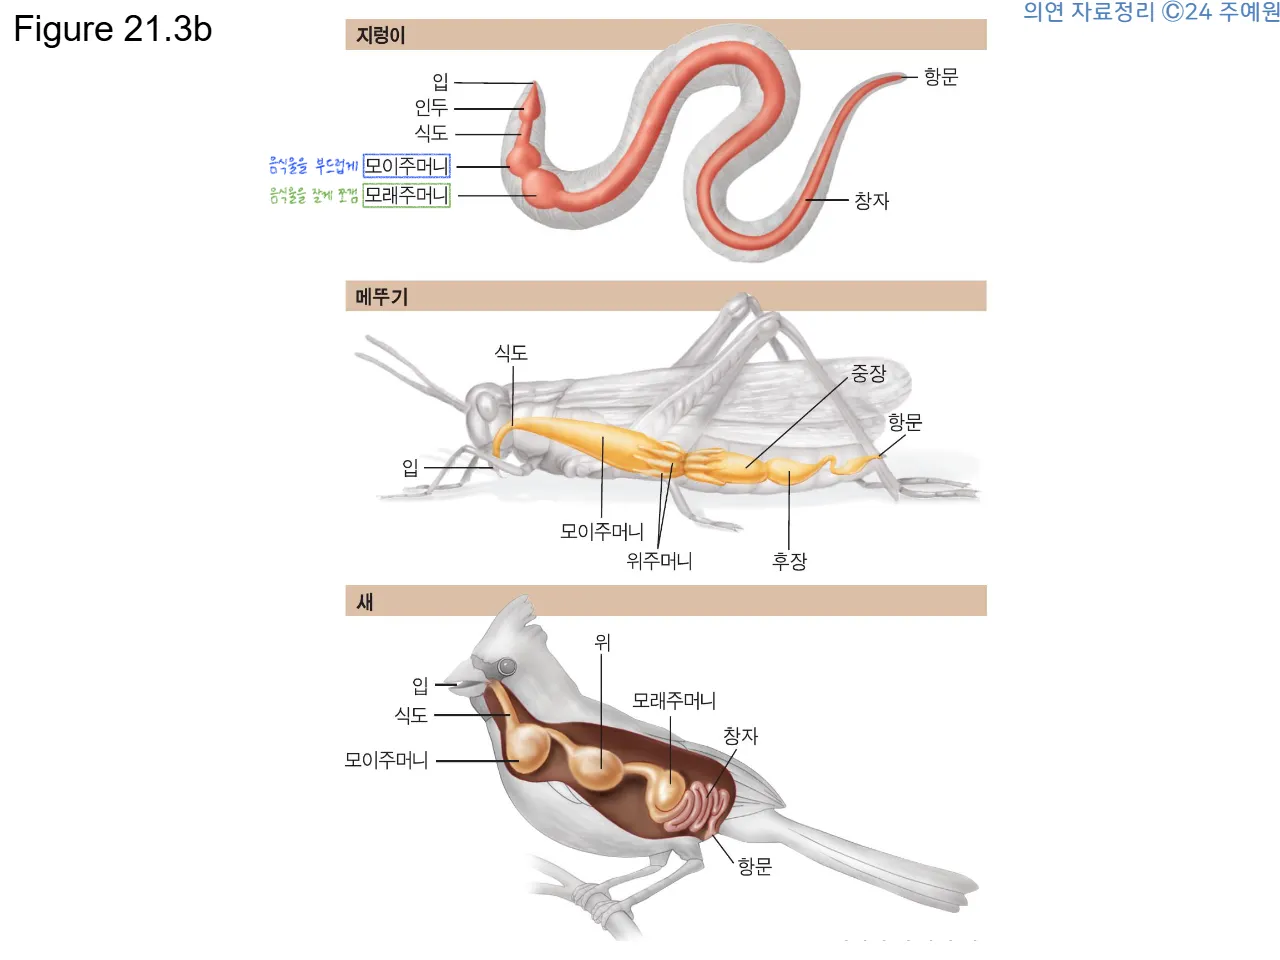 Figure 21.3b
의연 자료정리 ©24 주예원
지렁이
입
인두
식도
음식물을 부드럽게 모이주머니
음식물을 잘게 쪼갬 모래주머니
항문
창자
메뚜기
식도
중장
항문
입
모이주머니
위주머니
후장
새
위
입
모래주머니
식도
창자
모이주머니
항문